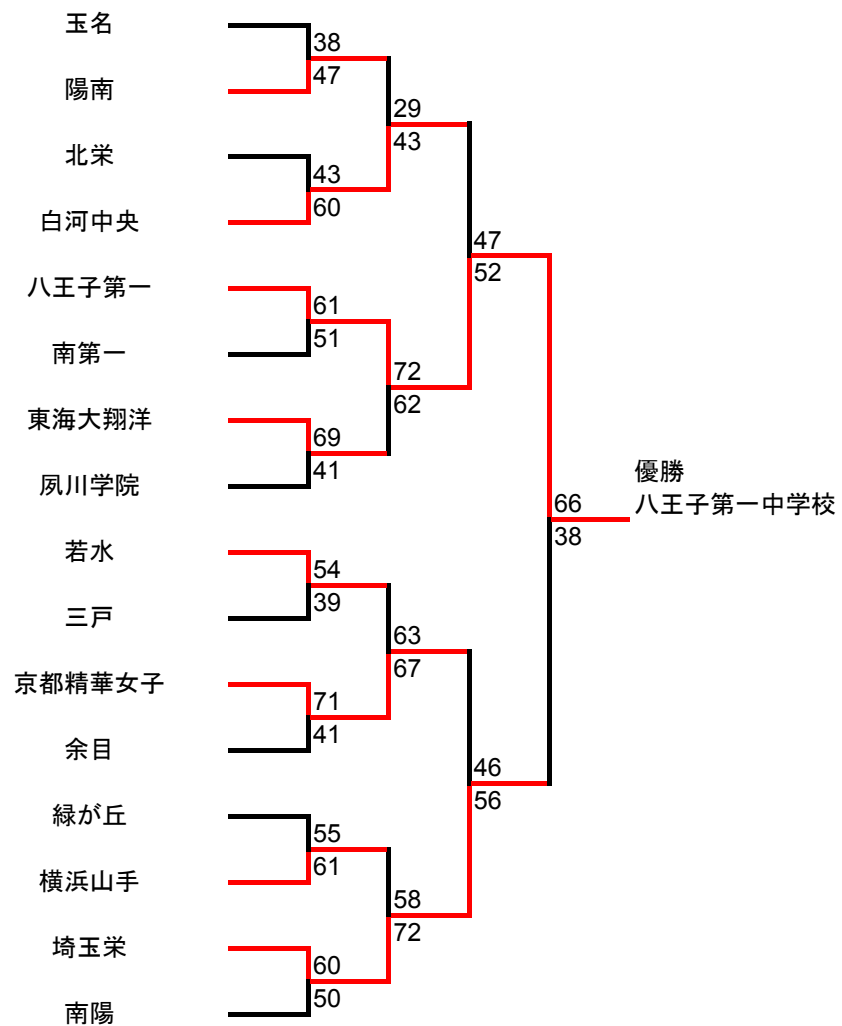 玉名
38
47
陽南
29
43
北栄
43
60
白河中央
47
52
八王子第一
61
51
南第一
72
62
東海大翔洋
69
41
夙川学院
優勝
八王子第一中学校
66
38
若水
54
39
三戸
63
67
京都精華女子
71
41
余目
46
56
緑が丘
55
61
横浜山手
58
72
埼玉栄
60
50
南陽